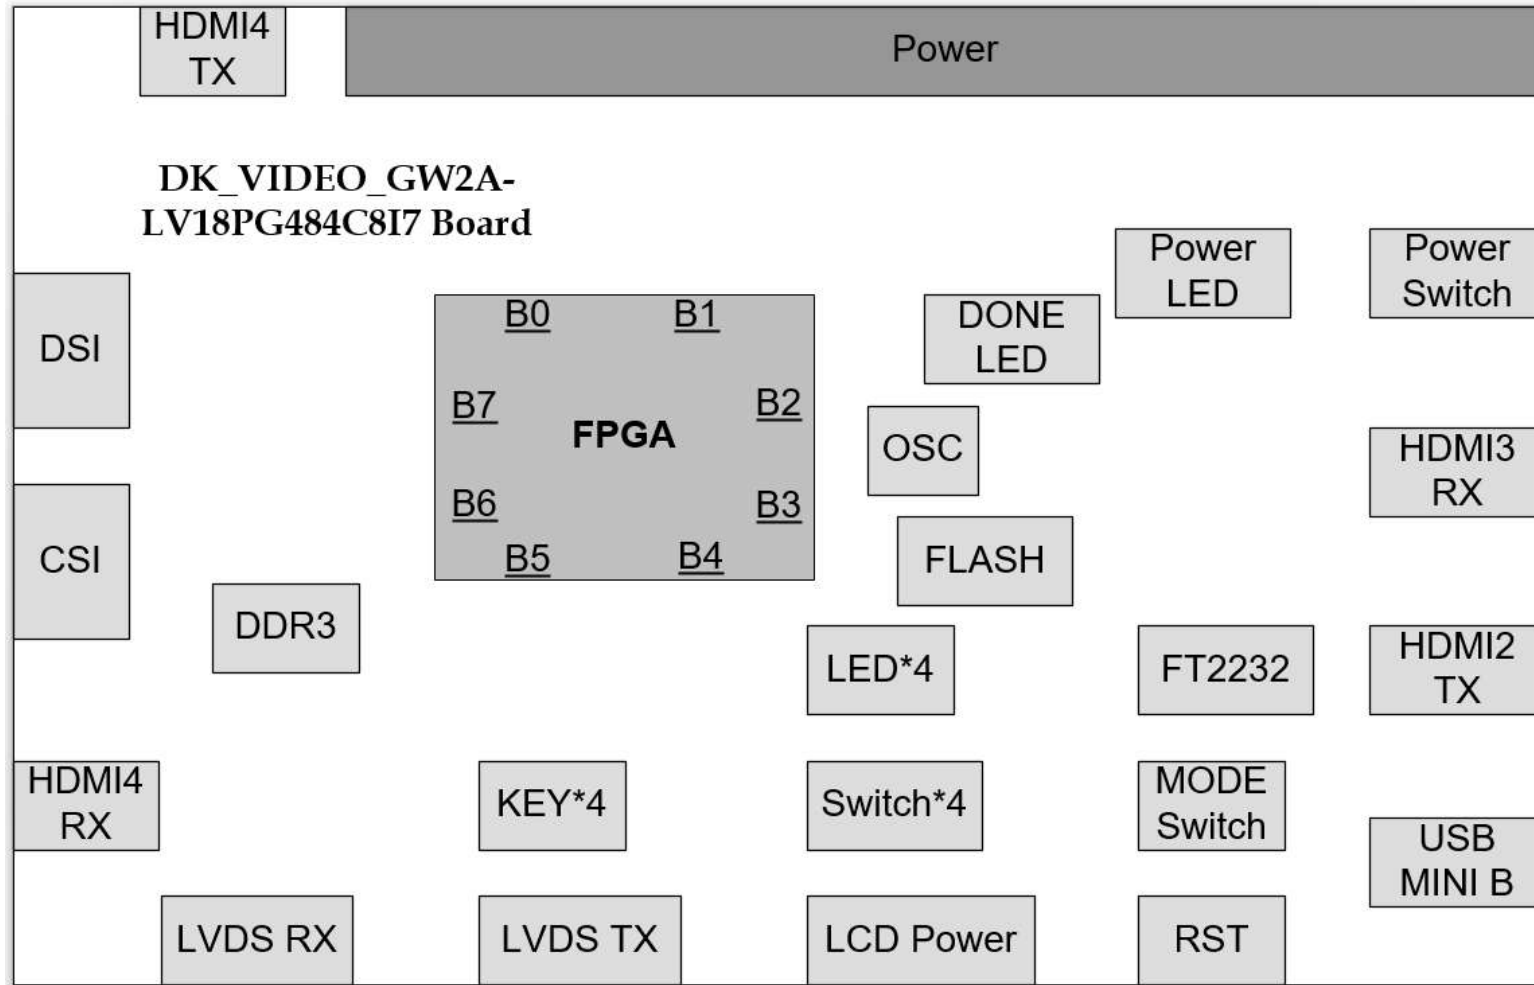 HDMI4
TX
Power
DK_VIDEO_GW2A-
LV18PG484C8I7 Board
Power
LED
Power
Switch
DONE
LED
DSI
B0
B1
B7
B2
FPGA
OSC
HDMI3
RX
B6
B3
B5
B4
CSI
FLASH
DDR3
LED*4
FT2232
HDMI2
TX
HDMI4
RX
KEY*4
Switch*4
MODE
Switch
USB
MINI B
LVDS RX
LVDS TX
LCD Power
RST